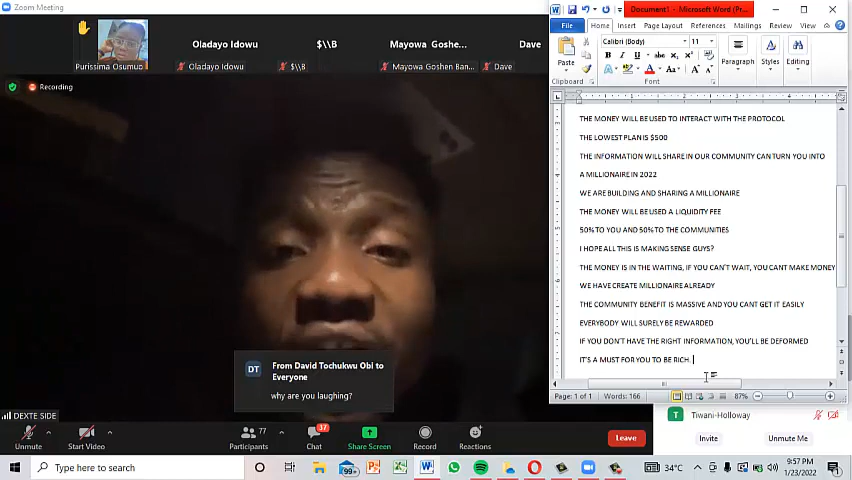 Zoom Meeting
Document1 - Microsoft Word (Pr...
File Home Insert Page Layout References Mailings Review View
Calibri (Body) 11
Paste
B I U abc x₂ x²
Paragraph Styles Editing
Clipboard Font
Purissima Osumuo
Oladayo Idowu
Oladayo Idowu
$\\B
$\\B
Mayowa Goshe...
Mayowa Goshen Ban...
Dave
Dave
Recording
THE MONEY WILL BE USED TO INTERACT WITH THE PROTOCOL
THE LOWEST PLAN IS $500
THE INFORMATION WILL SHARE IN OUR COMMUNITY CAN TURN YOU INTO
A MILLIONAIRE IN 2022
WE ARE BUILDING AND SHARING A MILLIONAIRE
THE MONEY WILL BE USED A LIQUIDITY FEE
50% TO YOU AND 50% TO THE COMMUNITIES
I HOPE ALL THIS IS MAKING SENSE GUYS?
THE MONEY IS IN THE WAITING, IF YOU CAN'T WAIT, YOU CANT MAKE MONEY
WE HAVE CREATE MILLIONAIRE ALREADY
THE COMMUNITY BENEFIT IS MASSIVE AND YOU CANT GET IT EASILY
EVERYBODY WILL SURELY BE REWARDED
IF YOU DON'T HAVE THE RIGHT INFORMATION, YOU'LL BE DEFORMED
IT'S A MUST FOR YOU TO BE RICH.
Page: 1 of 1 Words: 166 87%
DT
From David Tochukwu Obi to
Everyone
why are you laughing?
DEXTE SIDE
T Tiwani-Holloway
Invite Unmute Me
Unmute Start Video Participants 77 Chat 37 Share Screen Record Reactions Leave
Type here to search
99+
34°C
9:57 PM
1/23/2022